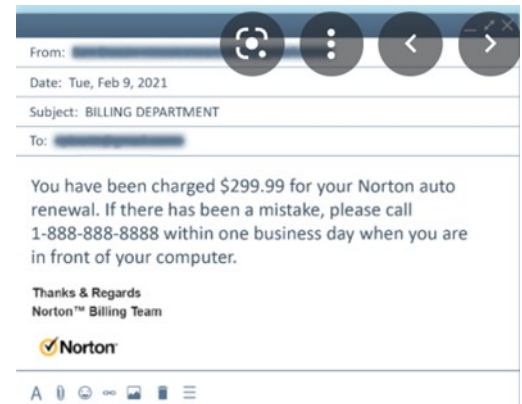 From:
Date: Tue, Feb 9, 2021
Subject: BILLING DEPARTMENT
To:
You have been charged $299.99 for your Norton auto
renewal. If there has been a mistake, please call
1-888-888-8888 within one business day when you are
in front of your computer.
Thanks & Regards
Norton™ Billing Team
Norton
A